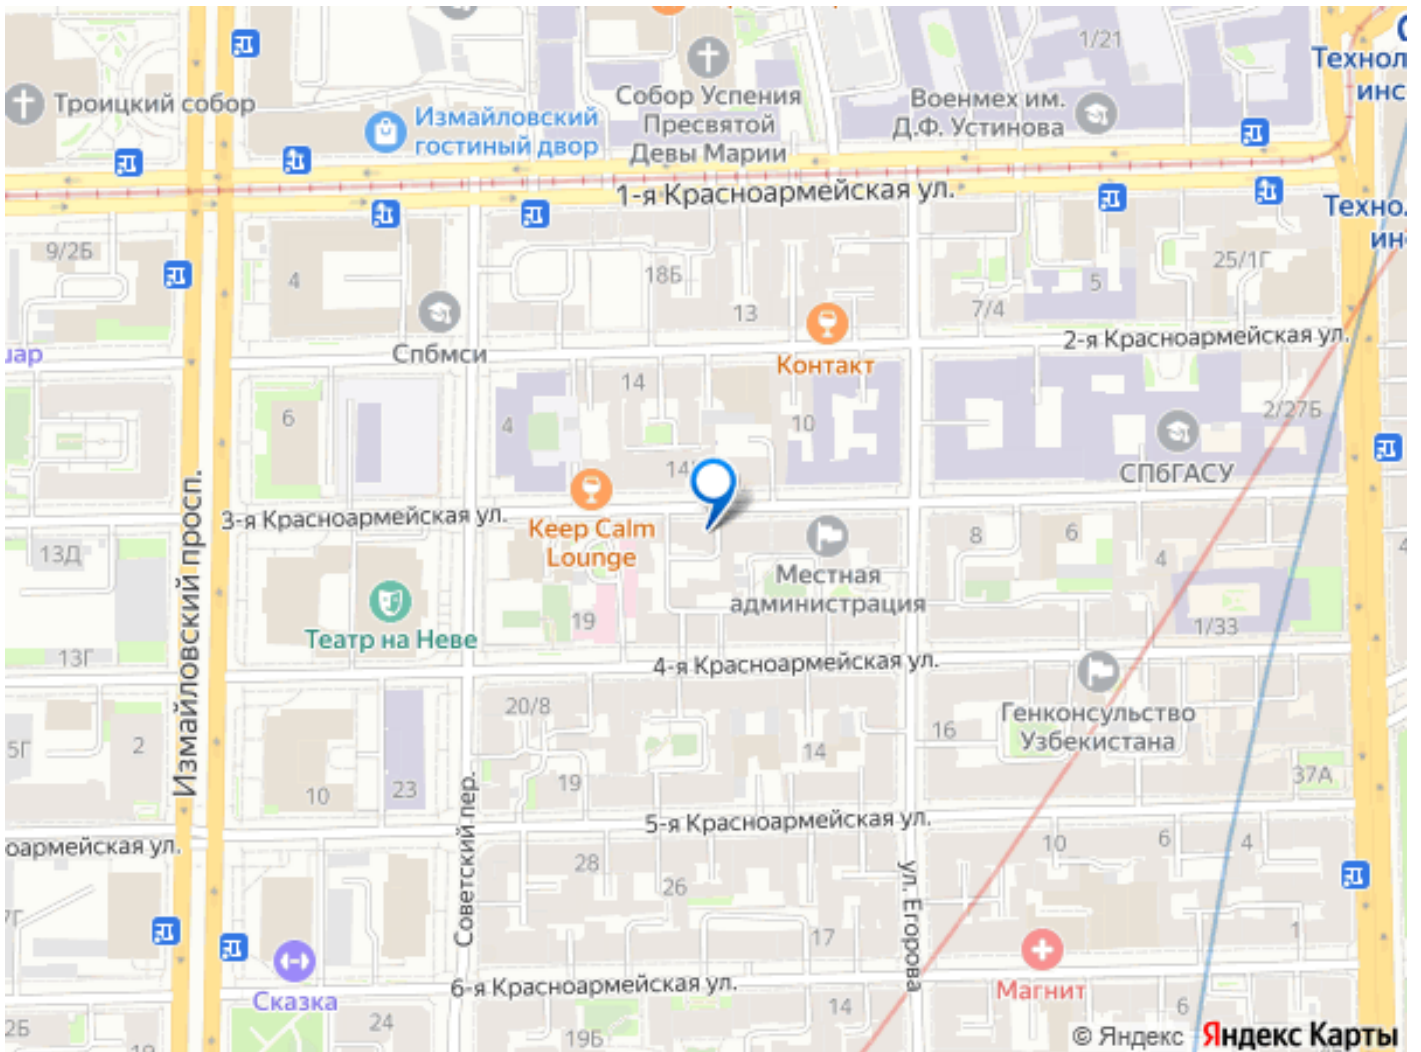 1/21
Технол
инс
Троицкий собор
Измайловский
гостиный двор
Собор Успения
Пресвятой
Девы Марии
Военмех им.
Д.Ф. Устинова
1-я Красноармейская ул.
Техно
ин
9/2Б
4
18Б
13
7/4
5
25/1Г
Спбмси
Контакт
2-я Красноармейская ул.
6
4
14
10
2/27Б
СПбГАСУ
14
3-я Красноармейская ул.
Keep Calm
Lounge
Местная
администрация
8
6
4
13Д
Театр на Неве
19
1/33
13Г
4-я Красноармейская ул.
Генконсульство
Узбекистана
20/8
16
5Г
2
Измайловский просп.
10
23
19
14
37А
5-я Красноармейская ул.
оармейская ул.
Советский пер.
28
26
10
6
4
ул. Егорова
17
1
Сказка
6-я Красноармейская ул.
Магнит
2Б
24
19Б
14
6
© Яндекс Яндекс Карты